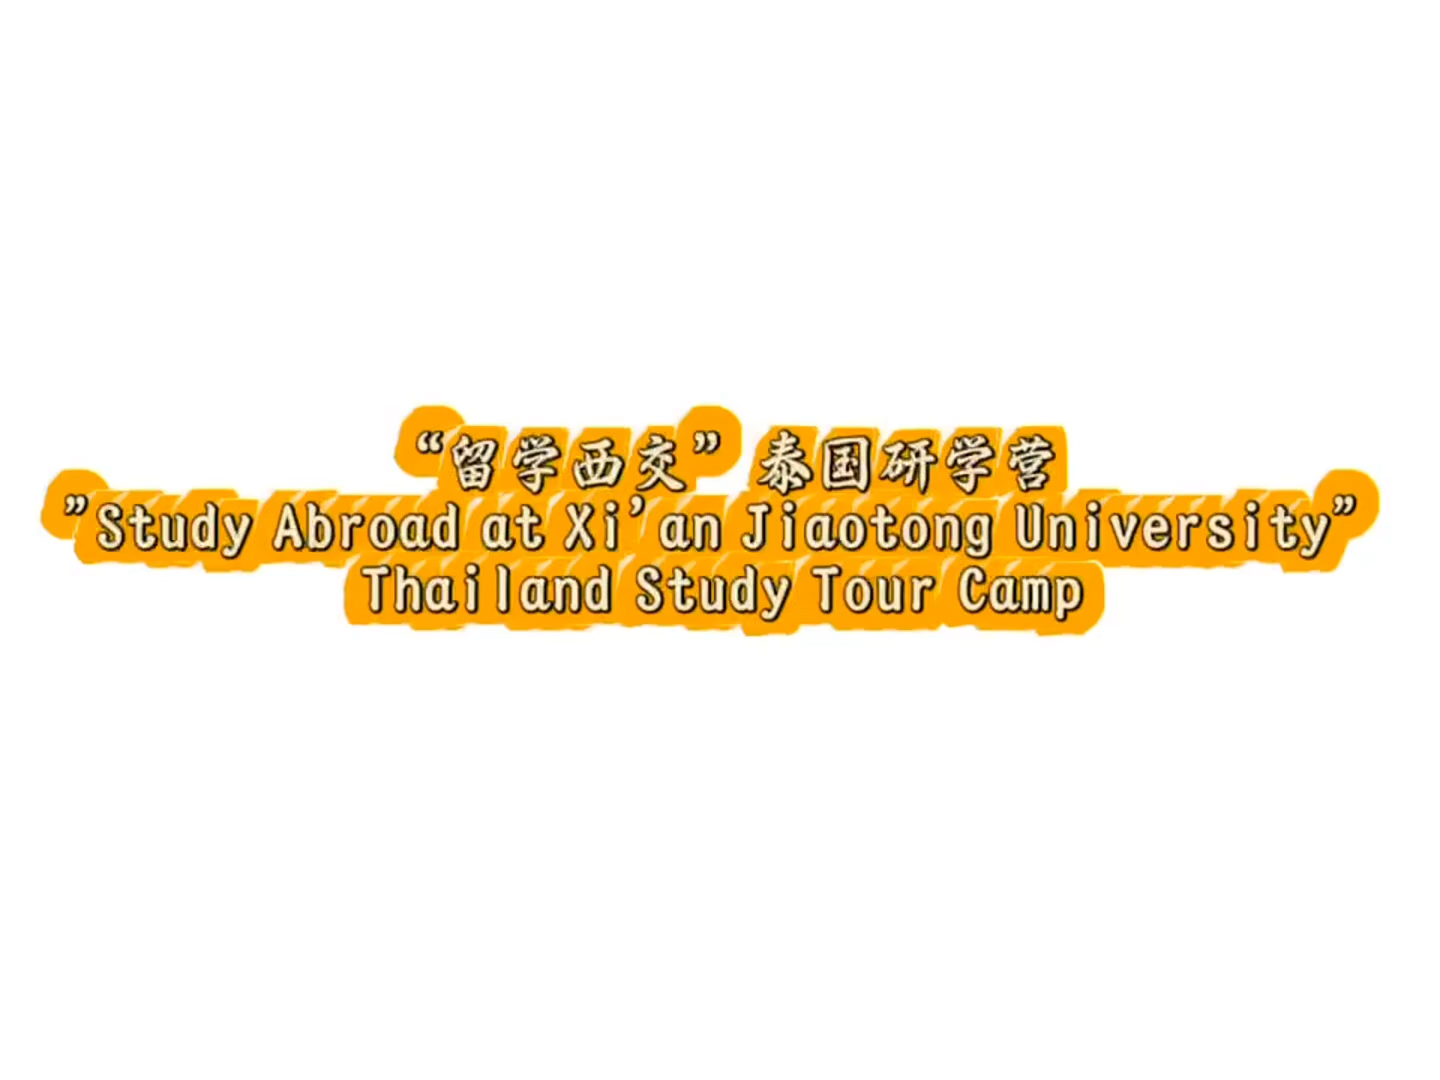 “留学西交” 泰国研学营
”Study Abroad at Xi’an Jiaotong University”
Thailand Study Tour Camp